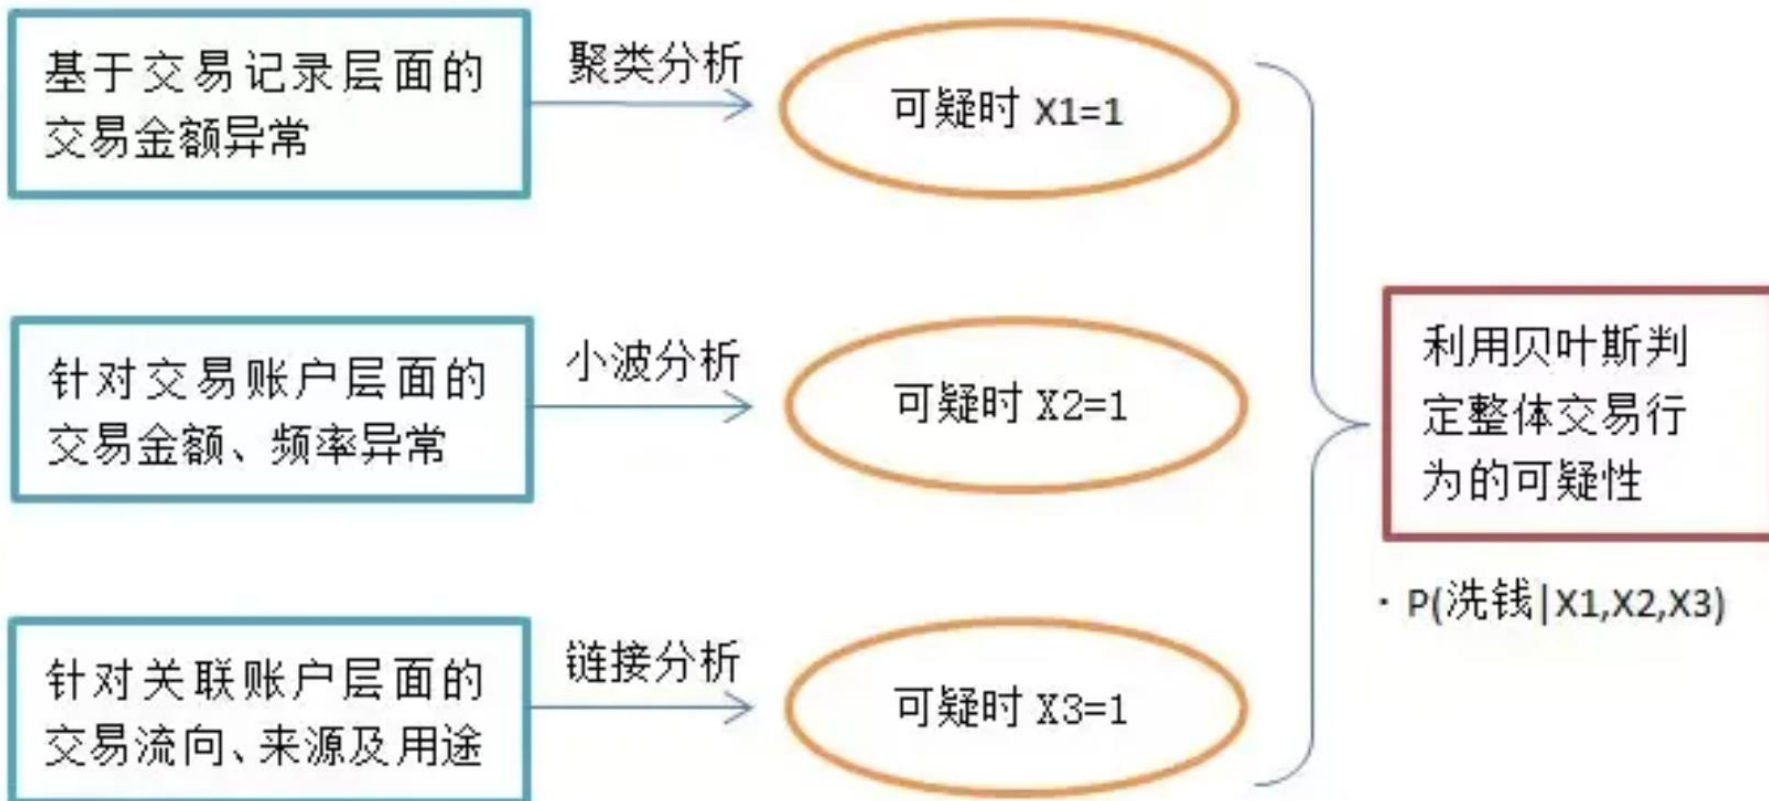 基于交易记录层面的
交易金额异常
聚类分析
可疑时 X1=1
针对交易账户层面的
交易金额、频率异常
小波分析
可疑时 X2=1
利用贝叶斯判
定整体交易行
为的可疑性
· P(洗钱|X1,X2,X3)
针对关联账户层面的
交易流向、来源及用途
链接分析
可疑时 X3=1